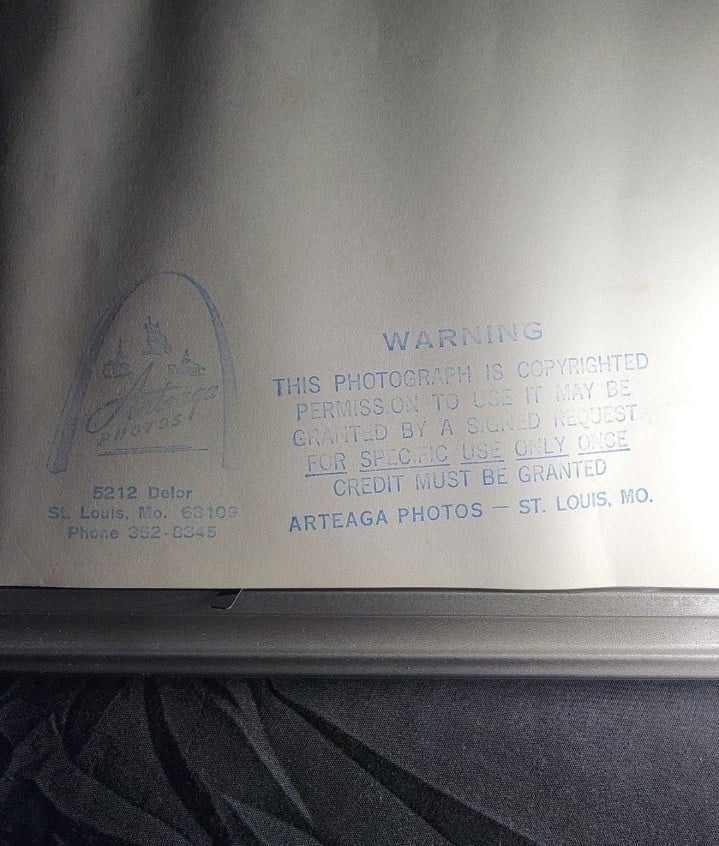 Arteaga
PHOTOS
5212 Delor
St. Louis, Mo. 63109
Phone 352-8345
WARNING
THIS PHOTOGRAPH IS COPYRIGHTED
PERMISSION TO USE IT MAY BE
GRANTED BY A SIGNED REQUEST
FOR SPECIFIC USE ONLY ONCE
CREDIT MUST BE GRANTED
ARTEAGA PHOTOS — ST. LOUIS, MO.